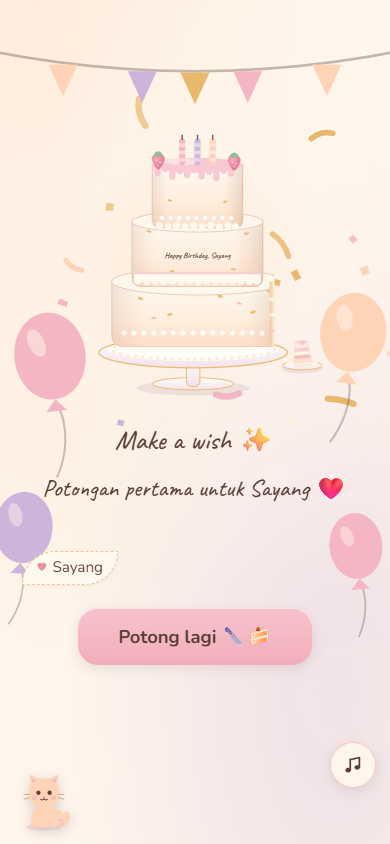 Happy Birthday, Sayang
Make a wish ✨
Potongan pertama untuk Sayang ❤️
Sayang
Potong lagi 🔪 🍰